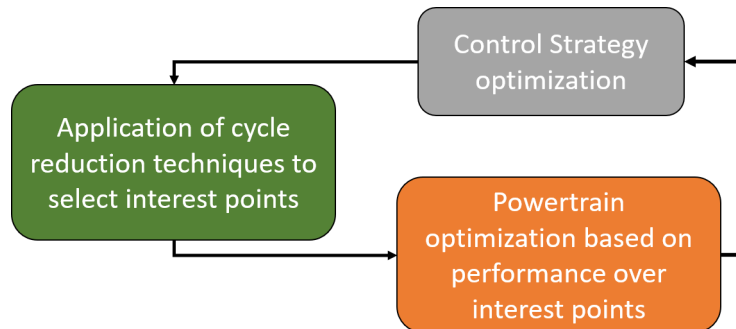 Control Strategy
optimization
Application of cycle
reduction techniques to
select interest points
Powertrain
optimization based on
performance over
interest points